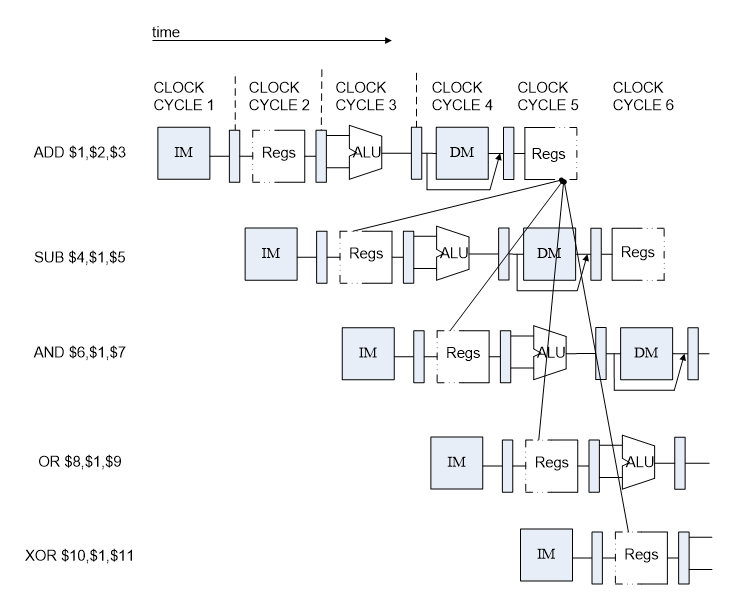 time
CLOCK CYCLE 1
CLOCK CYCLE 2
CLOCK CYCLE 3
CLOCK CYCLE 4
CLOCK CYCLE 5
CLOCK CYCLE 6
ADD $1,$2,$3
IM
Regs
ALU
DM
Regs
SUB $4,$1,$5
IM
Regs
ALU
DM
Regs
AND $6,$1,$7
IM
Regs
ALU
DM
OR $8,$1,$9
IM
Regs
ALU
XOR $10,$1,$11
IM
Regs